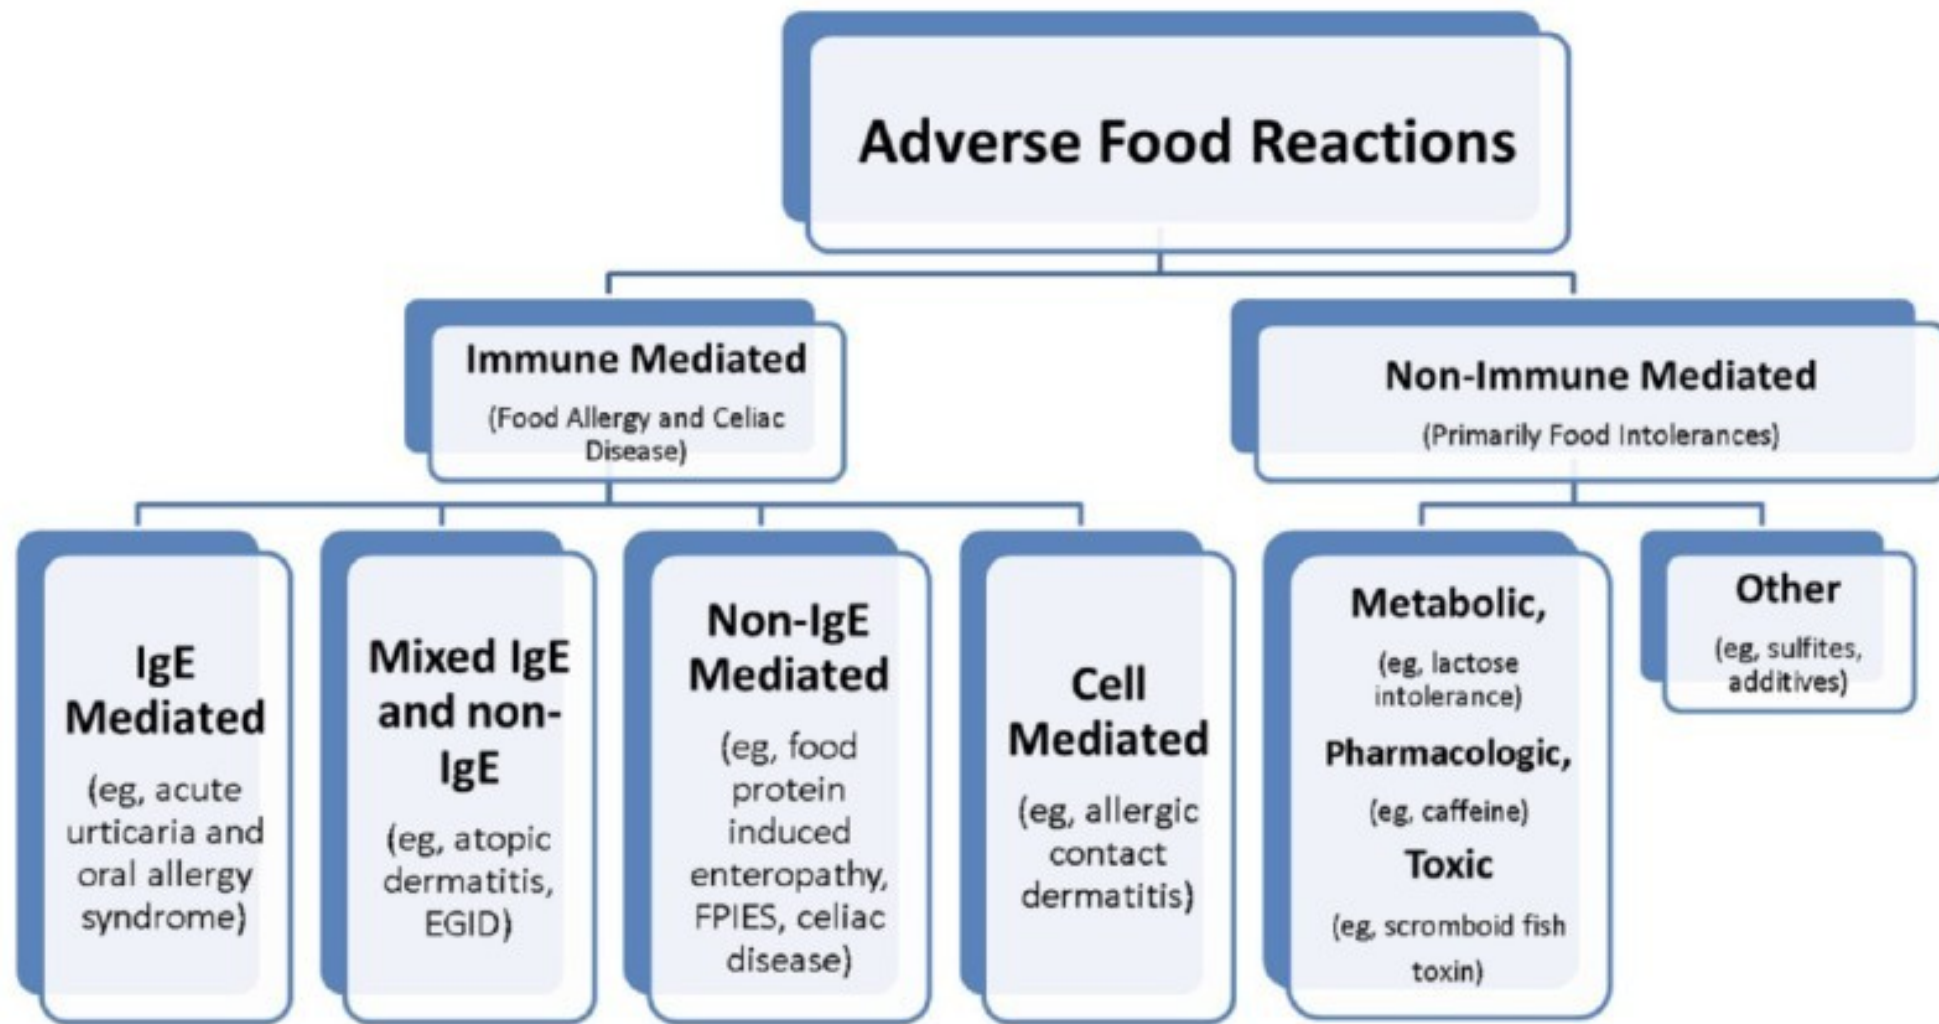 Adverse Food Reactions
Immune Mediated
(Food Allergy and Celiac
Disease)
Non-Immune Mediated
(Primarily Food Intolerances)
IgE
Mediated
(eg, acute
urticaria and
oral allergy
syndrome)
Mixed IgE
and non-
IgE
(eg, atopic
dermatitis,
EGID)
Non-IgE
Mediated
(eg, food
protein
induced
enteropathy,
FPIES, celiac
disease)
Cell
Mediated
(eg, allergic
contact
dermatitis)
Metabolic,
(eg, lactose
intolerance)
Pharmacologic,
(eg, caffeine)
Toxic
(eg, scromboid fish
toxin)
Other
(eg, sulfites,
additives)